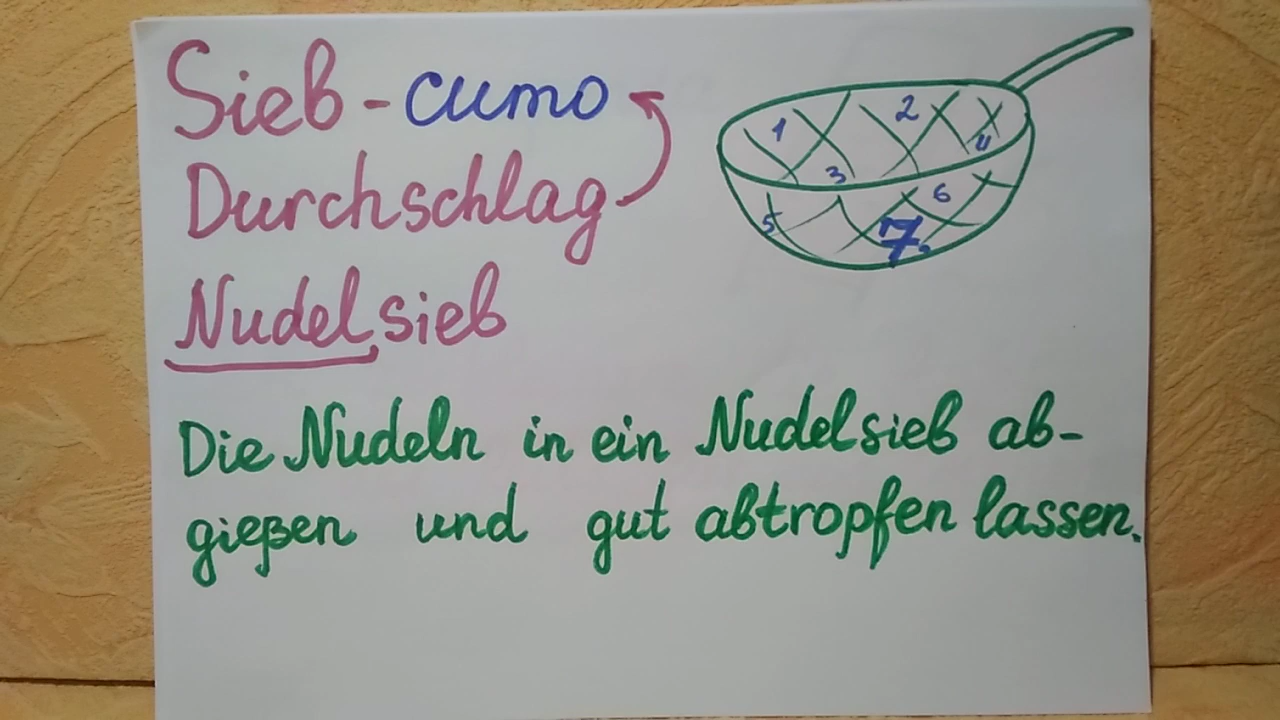 Sieb - сито
Durchschlag
Nudelsieb
1 2 3 4
5 6 7.
Die Nudeln in ein Nudelsieb ab-
gießen und gut abtropfen lassen.